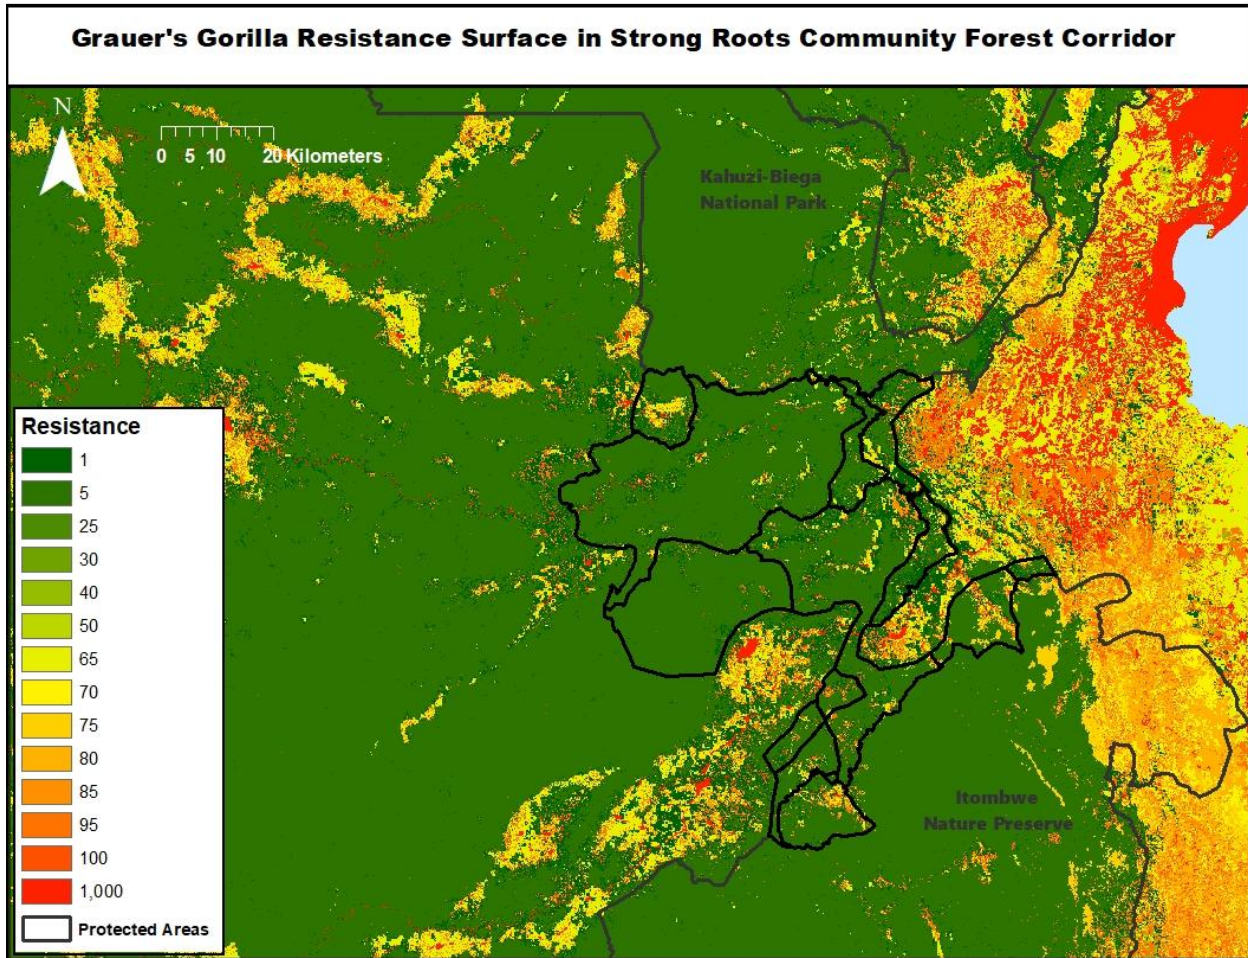 Grauer's Gorilla Resistance Surface in Strong Roots Community Forest Corridor
N
0 5 10 20 Kilometers
Kahuzi-Biega
National Park
Resistance
1
5
25
30
40
50
65
70
75
80
85
95
100
1,000
Protected Areas
Itombwe
Nature Preserve